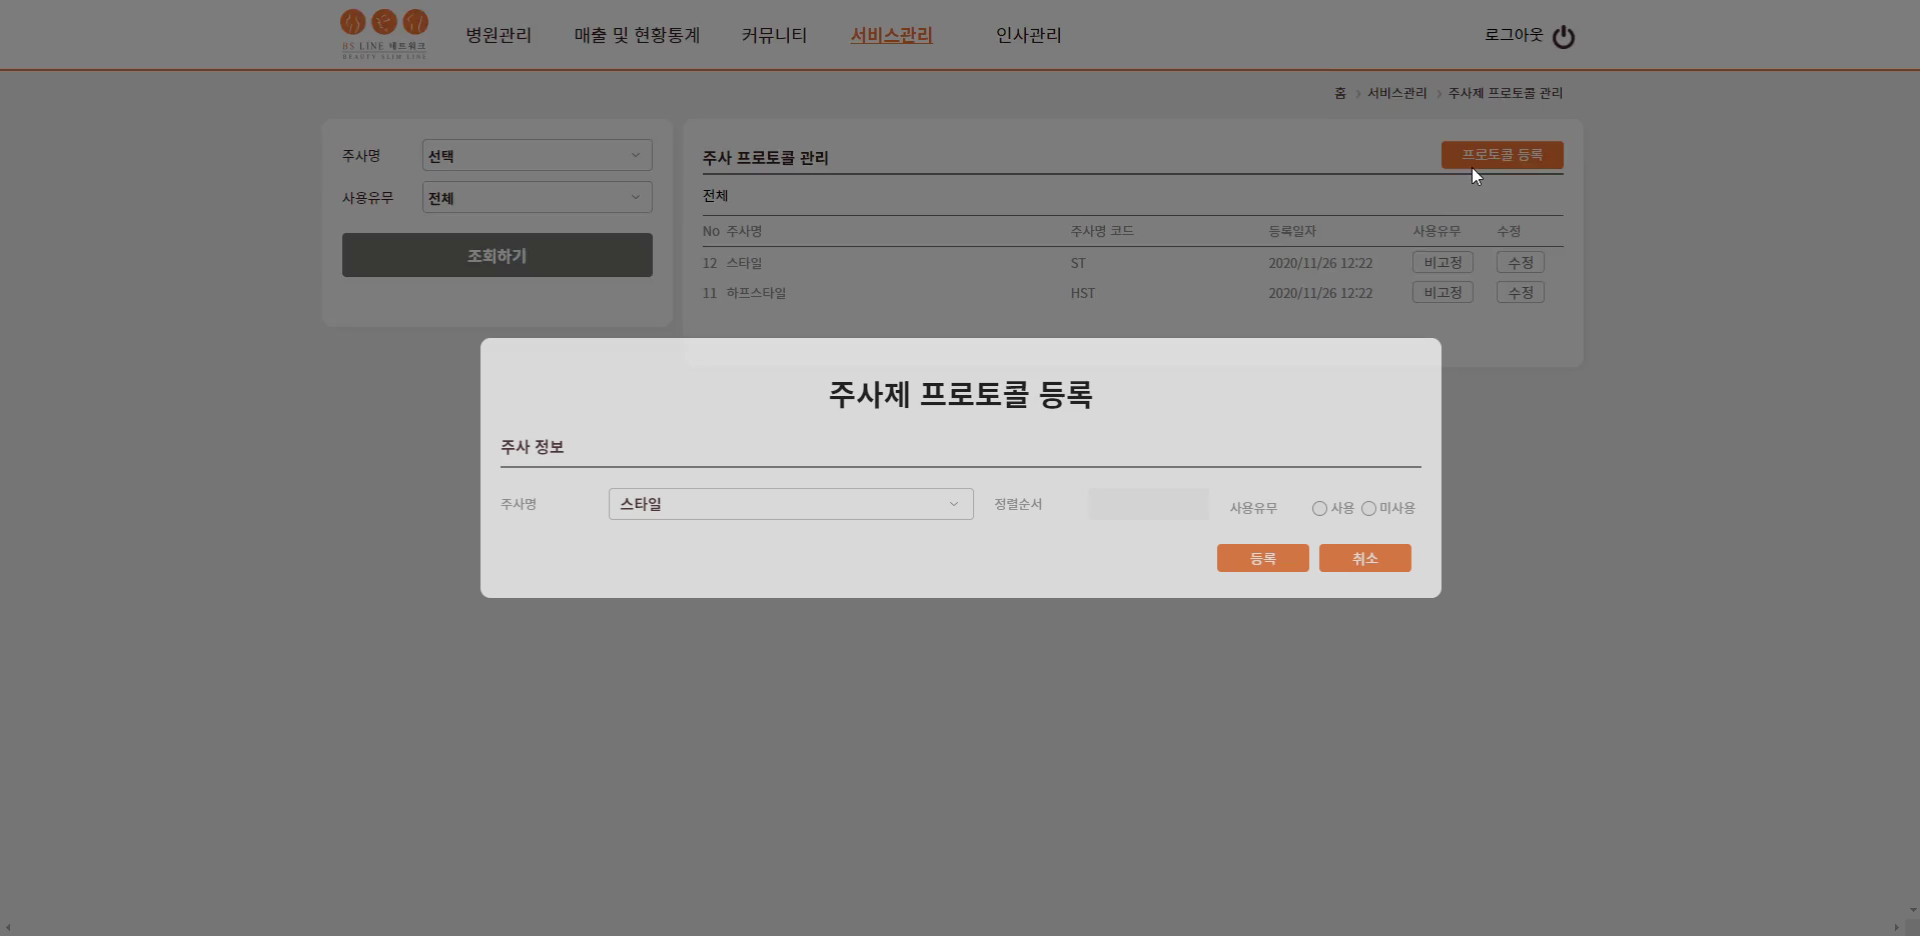 BS LINE 네트워크
BEAUTY SLIM LINE
병원관리 매출 및 현황통계 커뮤니티 서비스관리 인사관리 로그아웃
홈 > 서비스관리 > 주사제 프로토콜 관리
주사명 선택
사용유무 전체
조회하기
주사 프로토콜 관리 프로토콜 등록
전체
No 주사명 주사명 코드 등록일자 사용유무 수정
12 스타일 ST 2020/11/26 12:22 비고정 수정
11 하프스타일 HST 2020/11/26 12:22 비고정 수정
주사제 프로토콜 등록
주사 정보
주사명 스타일 정렬순서 사용유무 사용 미사용
등록 취소